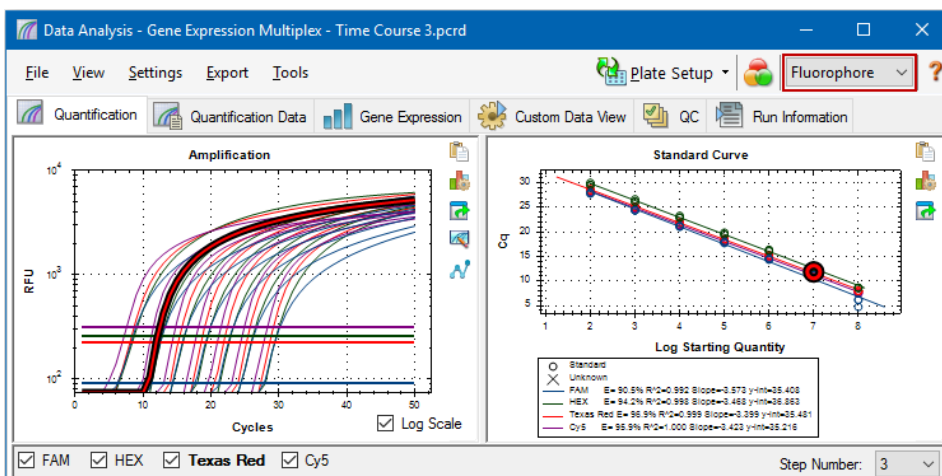 Data Analysis - Gene Expression Multiplex - Time Course 3.pcrd
File View Settings Export Tools Plate Setup Fluorophore ?
Quantification Quantification Data Gene Expression Custom Data View QC Run Information
Amplification
10^4
10^3
10^2
RFU
0 10 20 30 40 50
Cycles
Log Scale
Standard Curve
30
25
20
15
10
5
Cq
1 2 3 4 5 6 7 8
Log Starting Quantity
Standard
Unknown
FAM E= 90.5% R^2=0.992 Slope=-3.573 y-int=35.408
HEX E= 94.2% R^2=0.998 Slope=-3.468 y-int=36.863
Texas Red E= 96.9% R^2=0.999 Slope=-3.399 y-int=35.481
Cy5 E= 95.9% R^2=1.000 Slope=-3.423 y-int=35.216
FAM HEX Texas Red Cy5 Step Number: 3